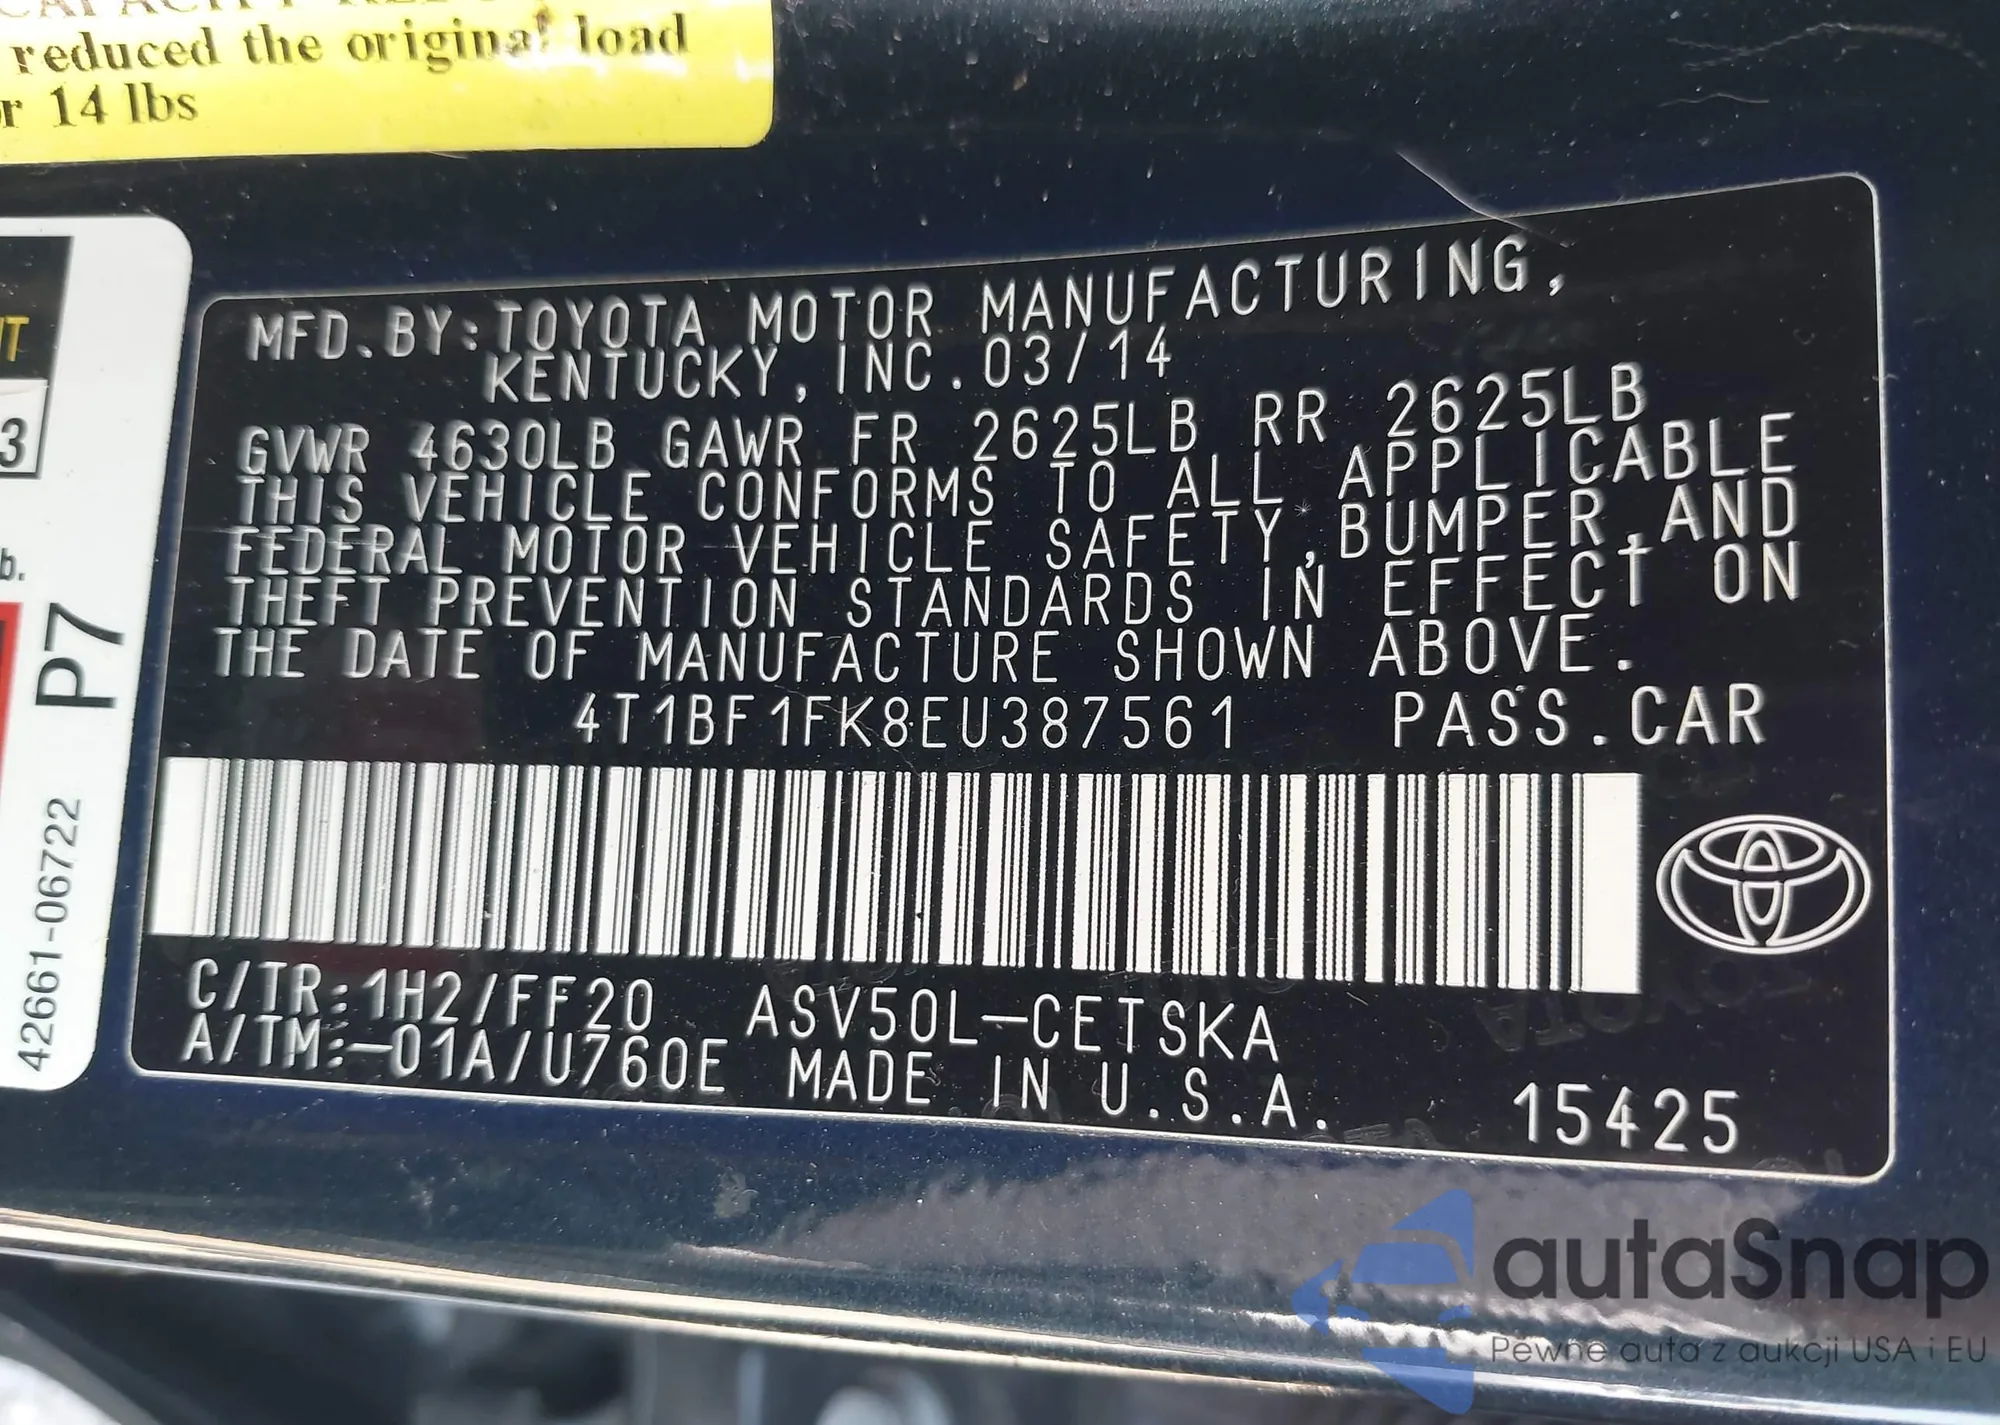 reduced the original load
14 lbs
3
b.
P7
42661-06722
MFD.BY:TOYOTA MOTOR MANUFACTURING,
KENTUCKY, INC.03/14
GVWR 4630LB GAWR FR 2625LB RR 2625LB
THIS VEHICLE CONFORMS TO ALL APPLICABLE
FEDERAL MOTOR VEHICLE SAFETY,BUMPER,AND
THEFT PREVENTION STANDARDS IN EFFECT ON
THE DATE OF MANUFACTURE SHOWN ABOVE.
4T1BF1FK8EU387561 PASS.CAR
C/TR:1H2/FF20 ASV50L-CETSKA
A/TM:-01A/U760E MADE IN U.S.A. 15425
autaSnap
Pewne auta z aukcji USA i EU